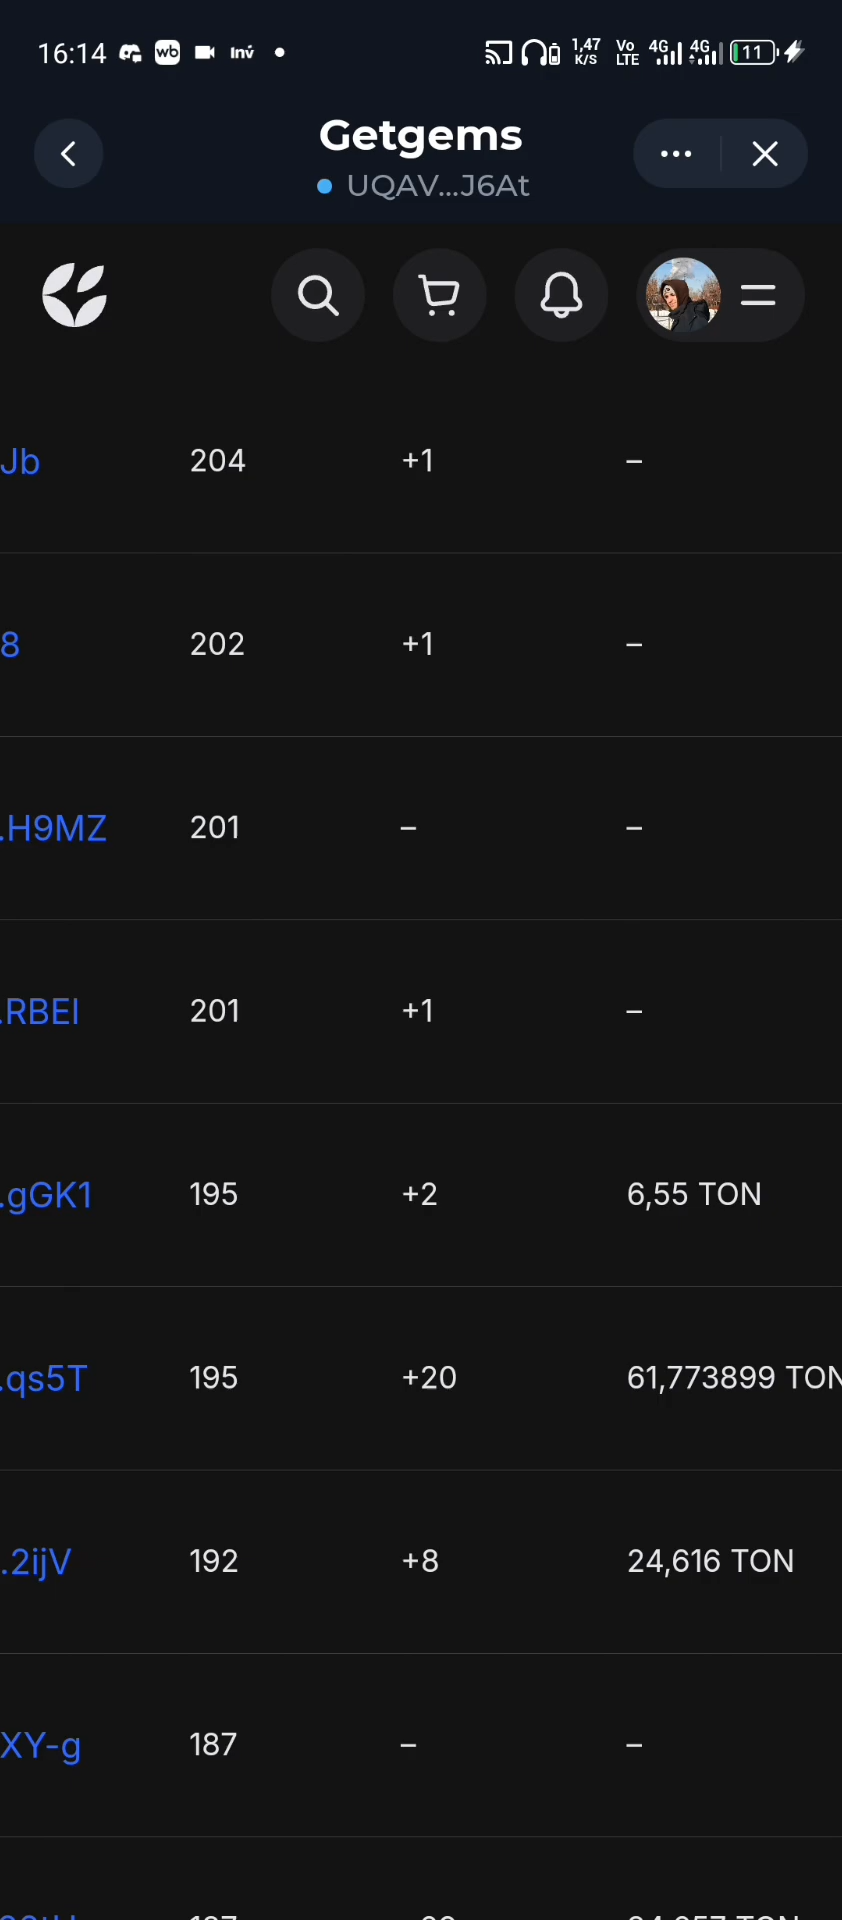 16:14 wb inv 1,47 K/S Vo LTE 4G 4G 11
Getgems
UQAV...J6At
Jb 204 +1 –
8 202 +1 –
.H9MZ 201 – –
.RBEI 201 +1 –
.gGK1 195 +2 6,55 TON
.qs5T 195 +20 61,773899 TON
.2ijV 192 +8 24,616 TON
XY-g 187 – –